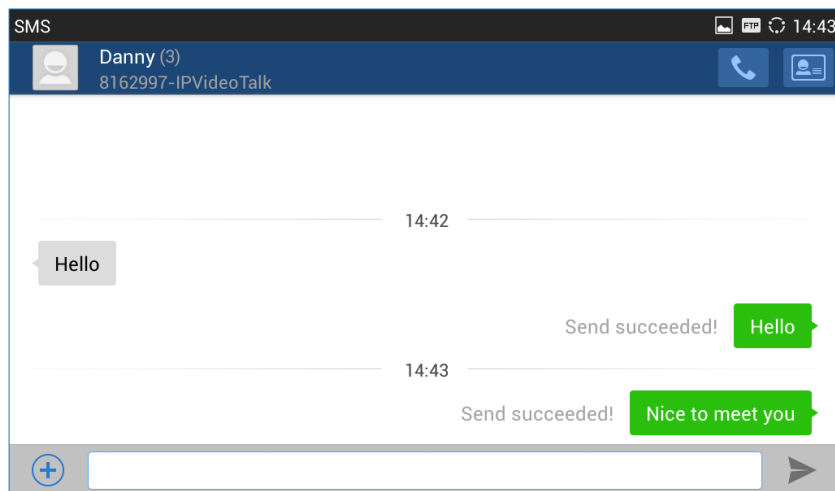 SMS
FTP 14:43
Danny (3)
8162997-IPVideoTalk
14:42
Hello
Send succeeded! Hello
14:43
Send succeeded! Nice to meet you